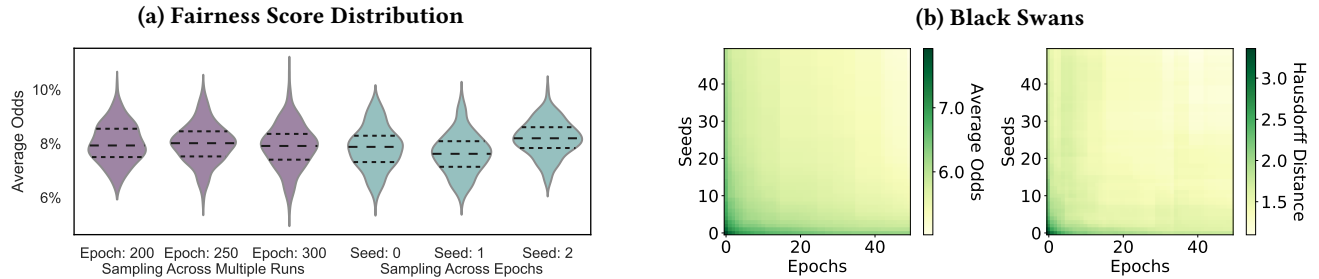 (a) Fairness Score Distribution
Average Odds
10%
8%
6%
Epoch: 200 Epoch: 250 Epoch: 300 Seed: 0 Seed: 1 Seed: 2
Sampling Across Multiple Runs Sampling Across Epochs
(b) Black Swans
Seeds
40
30
20
10
0
0 20 40
Epochs
7.0
6.0
Average Odds
Seeds
40
30
20
10
0
0 20 40
Epochs
3.0
2.5
2.0
1.5
Hausdorff Distance